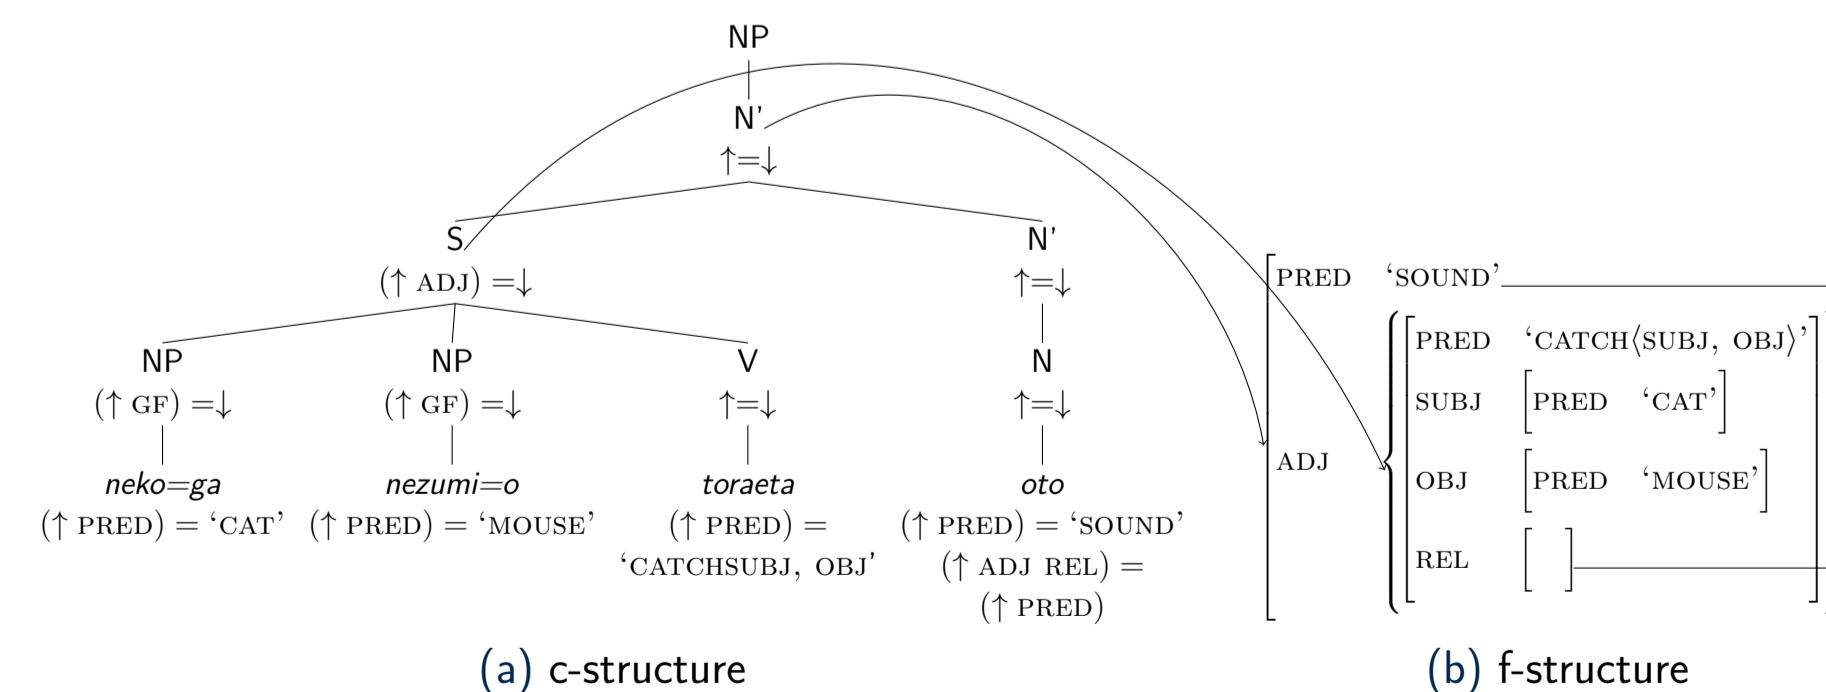 NP
N’
↑=↓
S N’
(↑ ADJ) =↓ ↑=↓
NP NP V N
(↑ GF) =↓ (↑ GF) =↓ ↑=↓ ↑=↓
neko=ga nezumi=o toraeta oto
(↑ PRED) = ‘CAT’ (↑ PRED) = ‘MOUSE’ (↑ PRED) = (↑ PRED) = ‘SOUND’
‘CATCHSUBJ, OBJ’ (↑ ADJ REL) =
(↑ PRED)
(a) c-structure
PRED ‘SOUND’
PRED ‘CATCH⟨SUBJ, OBJ⟩’
SUBJ [PRED ‘CAT’]
ADJ
OBJ [PRED ‘MOUSE’]
REL [ ]
(b) f-structure